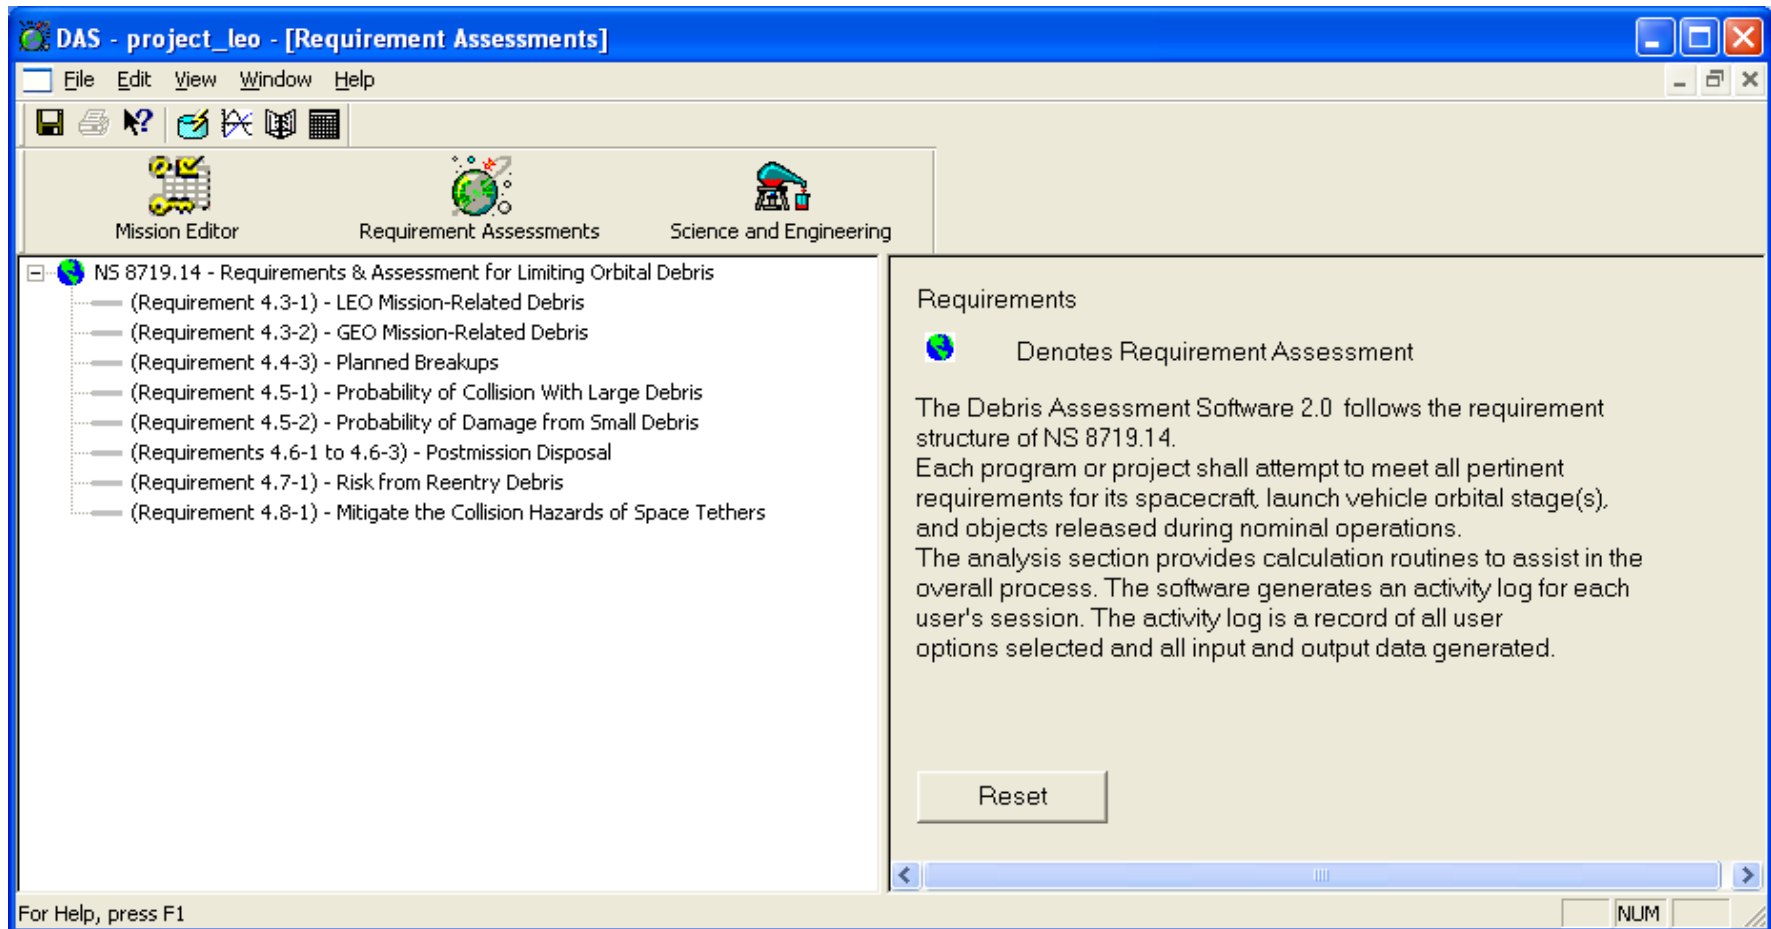 DAS - project_leo - [Requirement Assessments]
File Edit View Window Help
Mission Editor Requirement Assessments Science and Engineering
NS 8719.14 - Requirements & Assessment for Limiting Orbital Debris
(Requirement 4.3-1) - LEO Mission-Related Debris
(Requirement 4.3-2) - GEO Mission-Related Debris
(Requirement 4.4-3) - Planned Breakups
(Requirement 4.5-1) - Probability of Collision With Large Debris
(Requirement 4.5-2) - Probability of Damage from Small Debris
(Requirements 4.6-1 to 4.6-3) - Postmission Disposal
(Requirement 4.7-1) - Risk from Reentry Debris
(Requirement 4.8-1) - Mitigate the Collision Hazards of Space Tethers
Requirements
Denotes Requirement Assessment
The Debris Assessment Software 2.0 follows the requirement
structure of NS 8719.14.
Each program or project shall attempt to meet all pertinent
requirements for its spacecraft, launch vehicle orbital stage(s),
and objects released during nominal operations.
The analysis section provides calculation routines to assist in the
overall process. The software generates an activity log for each
user's session. The activity log is a record of all user
options selected and all input and output data generated.
Reset
For Help, press F1
NUM